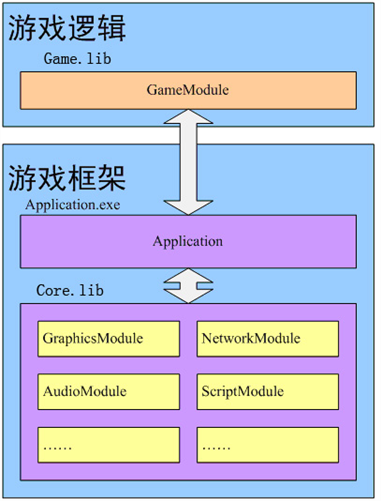 游戏逻辑
Game.lib
GameModule
游戏框架
Application.exe
Application
Core.lib
GraphicsModule
NetworkModule
AudioModule
ScriptModule
……
……